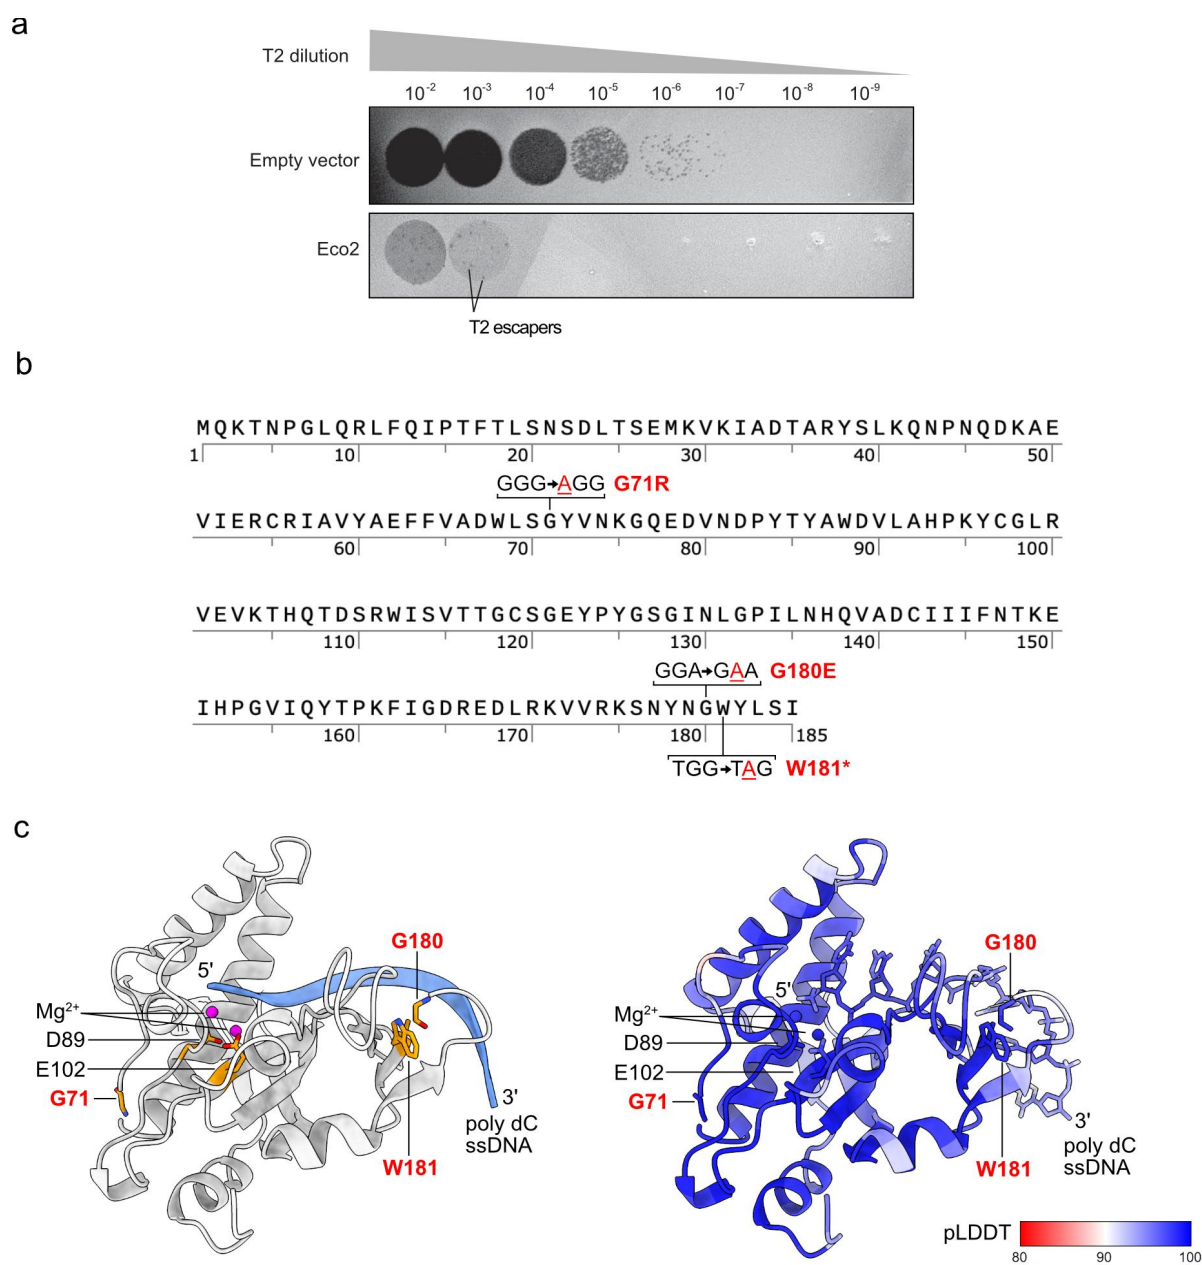 a
T2 dilution
10-2 10-3 10-4 10-5 10-6 10-7 10-8 10-9
Empty vector
Eco2
T2 escapers
b
MQKTNPGLQRLFQIPTFTLSNSDLTSEMKVKIADTARYSLKQNPNQDKAE
1 10 20 30 40 50
GGG→AGG G71R
VIERCRIAVYAEFFVADWLSGYVNKGQEDVNDPYTYAWDVLAHPKYCGLR
60 70 80 90 100
VEVKTHQTDSRWISVTTGCSGEYPYGSGINLGPILNHQVADCIIIFNTKE
110 120 130 140 150
GGA→GAA G180E
IHPGVIQYTPKFIGDREDLRKVVRKSNYNGWYLSI
160 170 180 185
TGG→TAG W181*
c
G180
5'
Mg2+
D89
E102
G71
3'
poly dC
ssDNA
W181
G180
5'
Mg2+
D89
E102
G71
3'
poly dC
ssDNA
W181
pLDDT
80 90 100